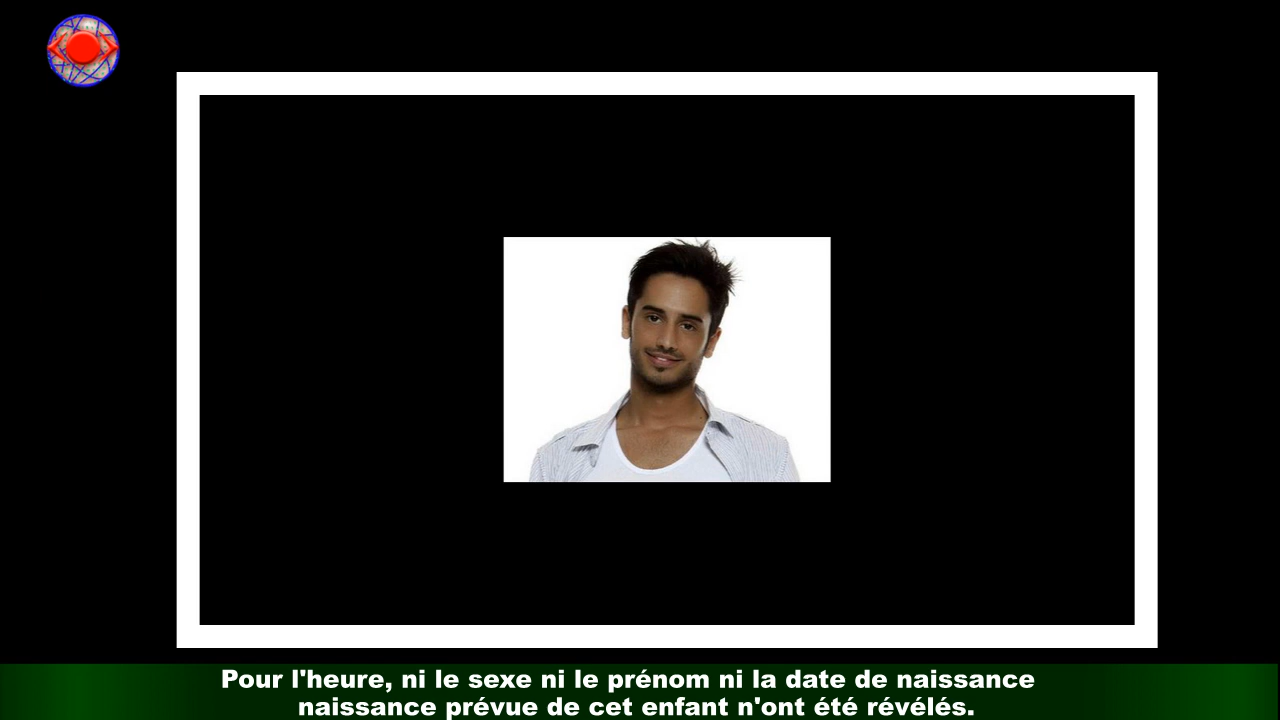 Pour l'heure, ni le sexe ni le prénom ni la date de naissance
naissance prévue de cet enfant n'ont été révélés.